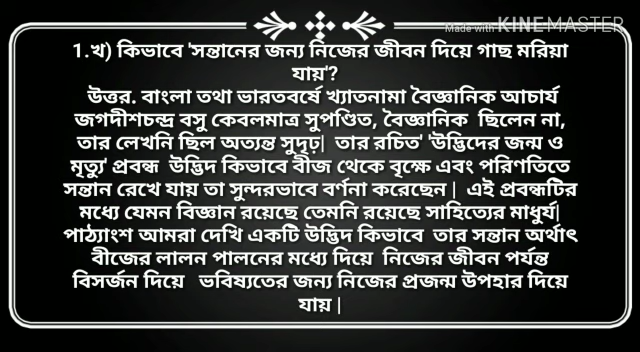 Made with KINEMASTER
1.খ) কিভাবে 'সন্তানের জন্য নিজের জীবন দিয়ে গাছ মরিয়া
যায়'?
উত্তর. বাংলা তথা ভারতবর্ষে খ্যাতনামা বৈজ্ঞানিক আচার্য
জগদীশচন্দ্র বসু কেবলমাত্র সুপণ্ডিত, বৈজ্ঞানিক ছিলেন না,
তার লেখনি ছিল অত্যন্ত সুদৃঢ়| তার রচিত' 'উদ্ভিদের জন্ম ও
মৃত্যু' প্রবন্ধ উদ্ভিদ কিভাবে বীজ থেকে বৃক্ষে এবং পরিণতিতে
সন্তান রেখে যায় তা সুন্দরভাবে বর্ণনা করেছেন | এই প্রবন্ধটির
মধ্যে যেমন বিজ্ঞান রয়েছে তেমনি রয়েছে সাহিত্যের মাধুর্য|
পাঠ্যাংশ আমরা দেখি একটি উদ্ভিদ কিভাবে তার সন্তান অর্থাৎ
বীজের লালন পালনের মধ্যে দিয়ে নিজের জীবন পর্যন্ত
বিসর্জন দিয়ে ভবিষ্যতের জন্য নিজের প্রজন্ম উপহার দিয়ে
যায় |